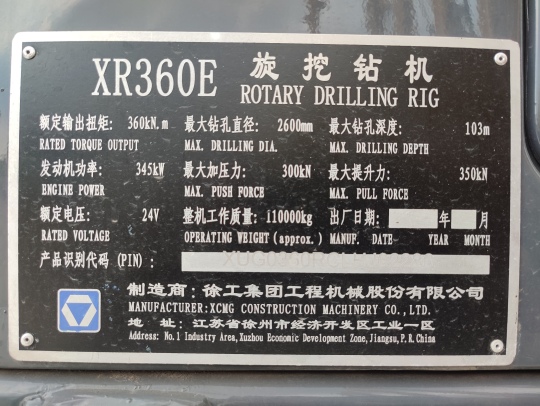 XR360E 旋挖钻机
ROTARY DRILLING RIG
额定输出扭矩: 360kN.m 最大钻孔直径: 2600mm 最大钻孔深度: 103m
RATED TORQUE OUTPUT MAX. DRILLING DIA. MAX. DRILLING DEPTH
发动机功率: 345kW 最大加压力: 300kN 最大提升力: 350kN
ENGINE POWER MAX. PUSH FORCE MAX. PULL FORCE
额定电压: 24V 整机工作质量: 110000kg 出厂日期: 年 月
RATED VOLTAGE OPERATING WEIGHT (approx.) MANUF. DATE YEAR MONTH
产品识别代码 (PIN):
制造商: 徐工集团工程机械股份有限公司
MANUFACTURER: XCMG CONSTRUCTION MACHINERY CO., LTD.
地 址: 江苏省徐州市经济开发区工业一区
Address: No.1 Industry Area, Xuzhou Economic Development Zone, Jiangsu, P.R. China